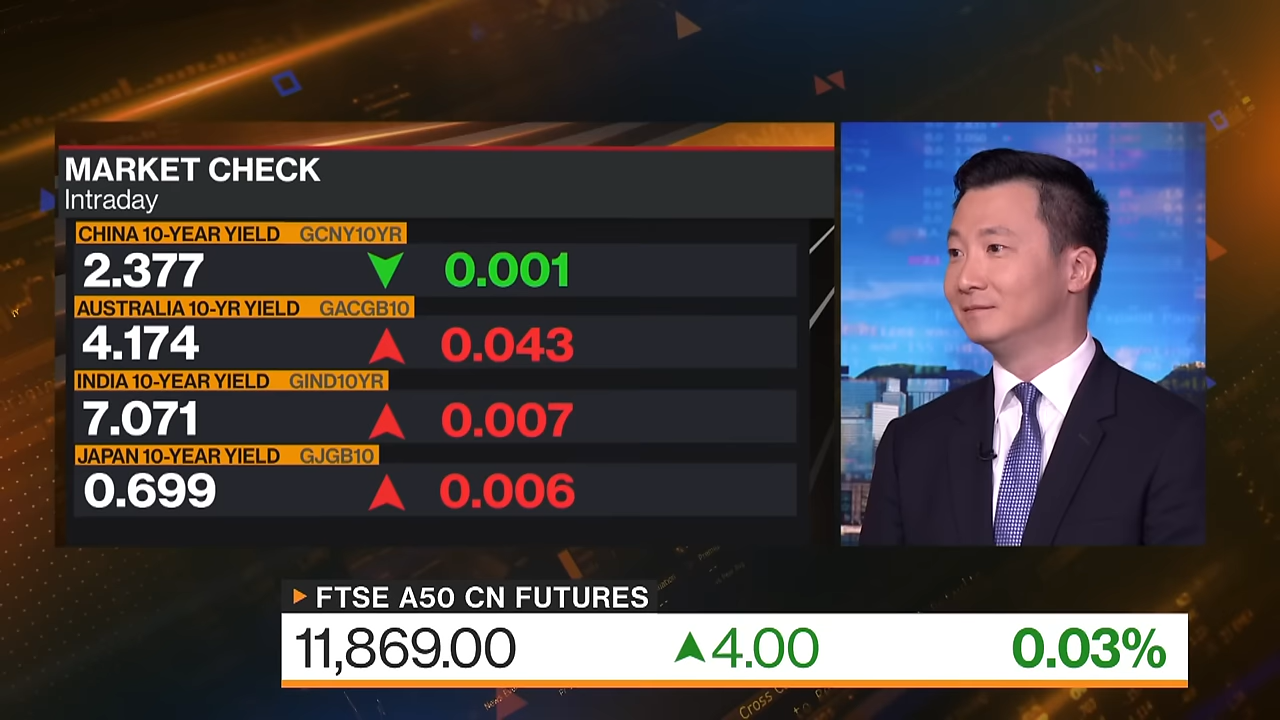 MARKET CHECK
Intraday
CHINA 10-YEAR YIELD GCNY10YR
2.377 ▼ 0.001
AUSTRALIA 10-YR YIELD GACGB10
4.174 ▲ 0.043
INDIA 10-YEAR YIELD GIND10YR
7.071 ▲ 0.007
JAPAN 10-YEAR YIELD GJGB10
0.699 ▲ 0.006
FTSE A50 CN FUTURES
11,869.00 ▲4.00 0.03%